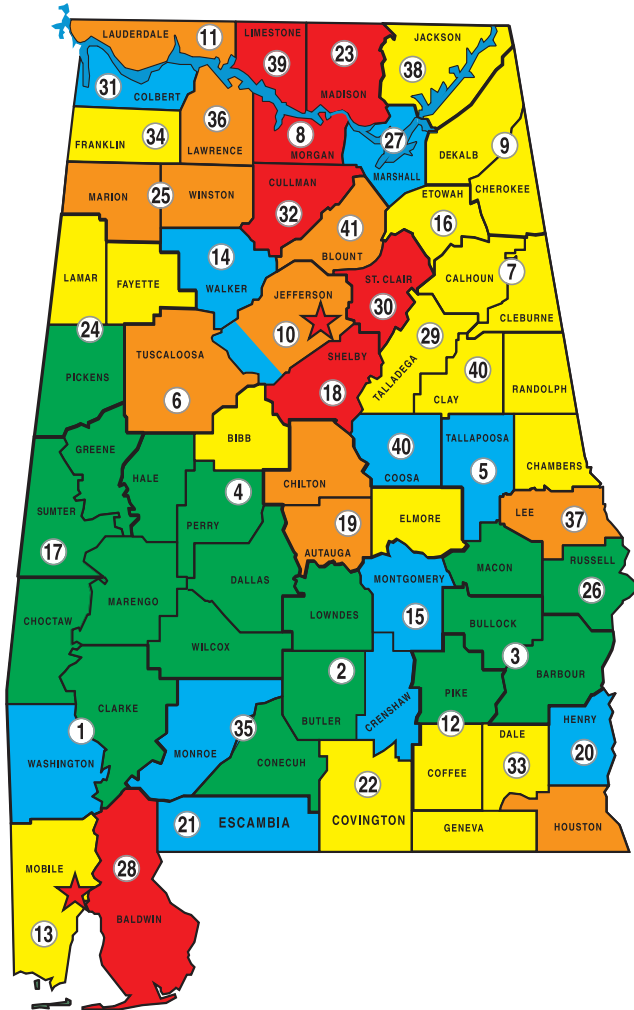 LAUDERDALE
11
LIMESTONE
39
23
MADISON
JACKSON
38
31
COLBERT
36
LAWRENCE
34
FRANKLIN
8
MORGAN
27
MARSHALL
DEKALB
9
CHEROKEE
MARION
25
WINSTON
CULLMAN
32
41
BLOUNT
ETOWAH
16
LAMAR
FAYETTE
14
WALKER
JEFFERSON
10
ST. CLAIR
30
CALHOUN
7
CLEBURNE
24
PICKENS
TUSCALOOSA
6
SHELBY
18
29
TALLADEGA
40
CLAY
RANDOLPH
GREENE
HALE
BIBB
4
PERRY
CHILTON
40
COOSA
TALLAPOOSA
5
CHAMBERS
SUMTER
17
19
AUTAUGA
ELMORE
LEE
37
MARENGO
DALLAS
MONTGOMERY
15
MACON
RUSSELL
26
CHOCTAW
LOWNDES
BULLOCK
3
WILCOX
2
BUTLER
CRENSHAW
PIKE
12
BARBOUR
CLARKE
1
WASHINGTON
MONROE
35
CONECUH
COFFEE
DALE
33
HENRY
20
22
COVINGTON
21
ESCAMBIA
GENEVA
HOUSTON
MOBILE
13
28
BALDWIN